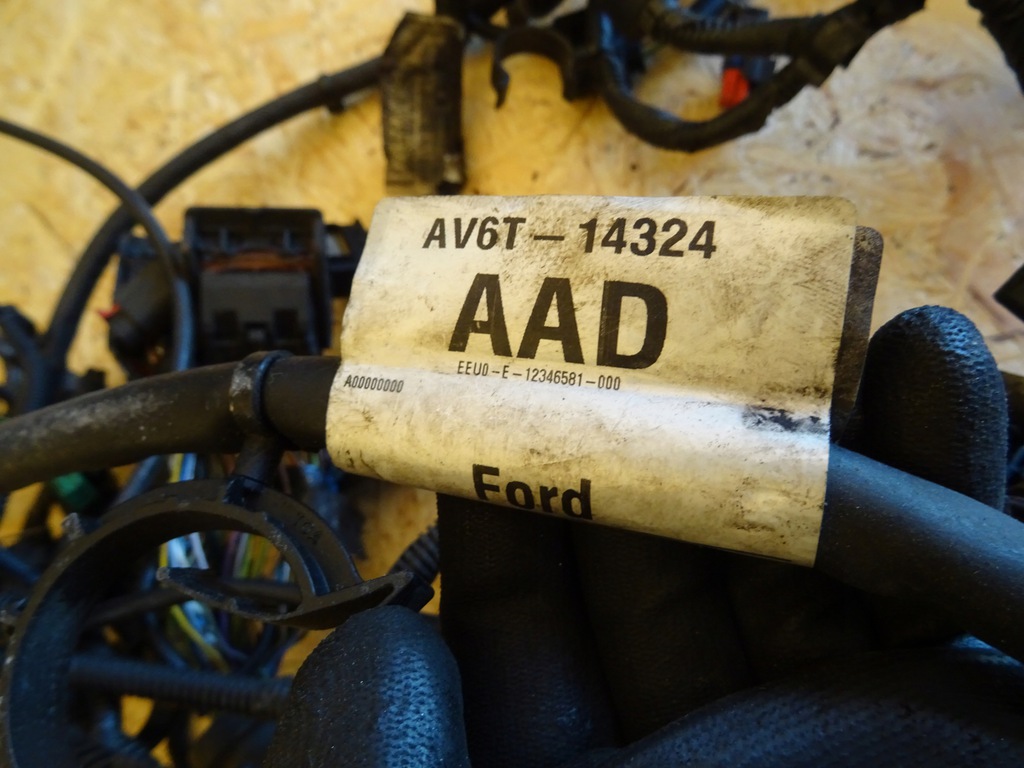 AV6T-14324
AAD
EEU0-E-12346581-000
A00000000
Ford